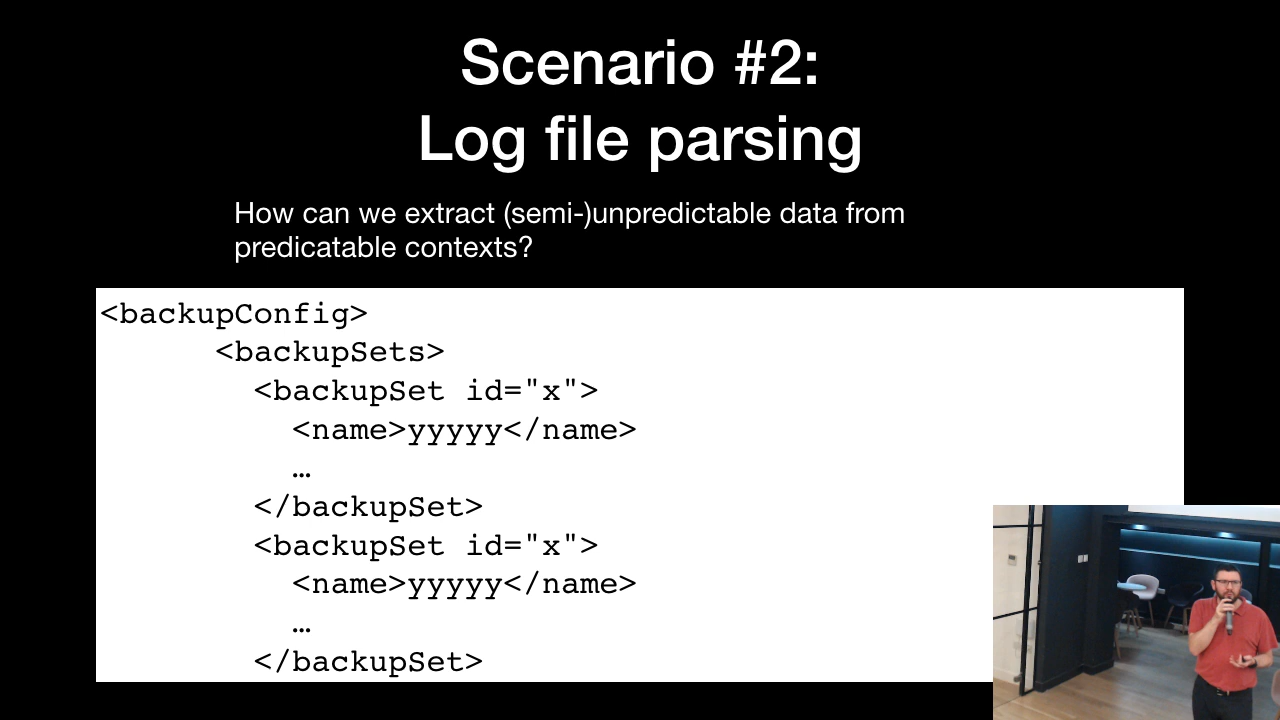 Scenario #2:
Log file parsing
How can we extract (semi-)unpredictable data from
predicatable contexts?
<backupConfig>
<backupSets>
<backupSet id="x">
<name>yyyyy</name>
…
</backupSet>
<backupSet id="x">
<name>yyyyy</name>
…
</backupSet>